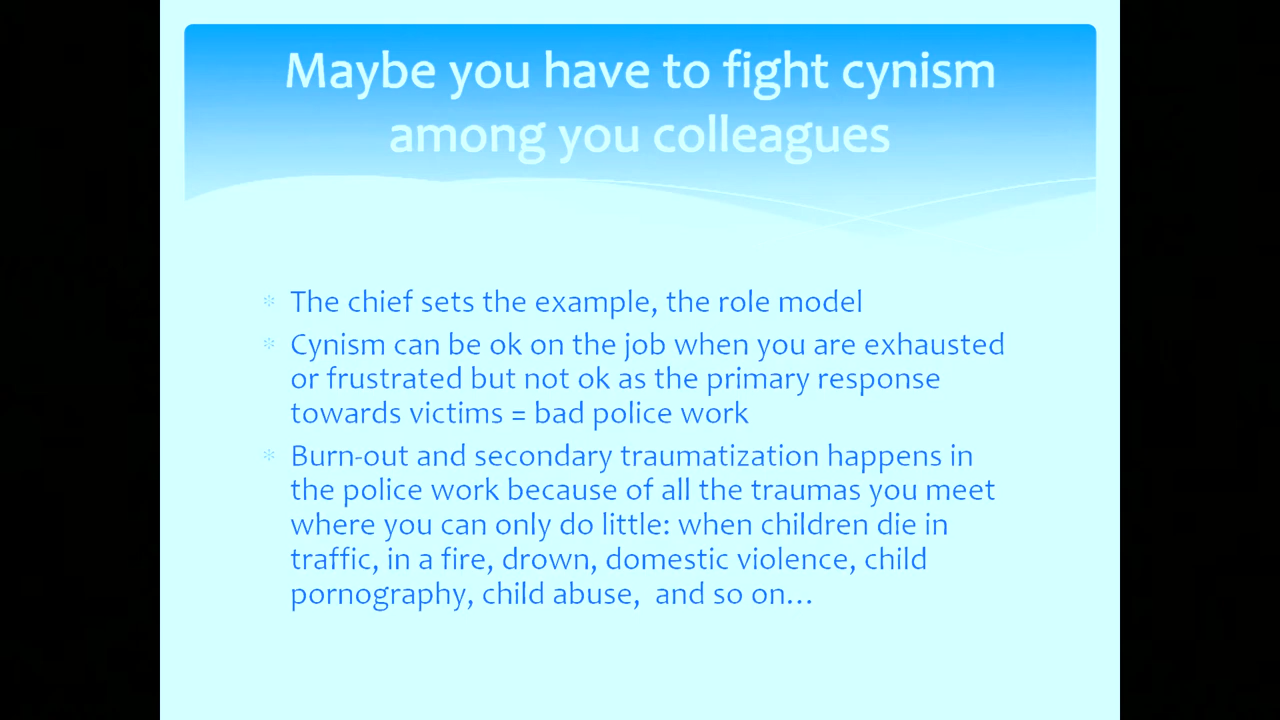 Maybe you have to fight cynism
among you colleagues
* The chief sets the example, the role model
* Cynism can be ok on the job when you are exhausted
or frustrated but not ok as the primary response
towards victims = bad police work
* Burn-out and secondary traumatization happens in
the police work because of all the traumas you meet
where you can only do little: when children die in
traffic, in a fire, drown, domestic violence, child
pornography, child abuse,  and so on...